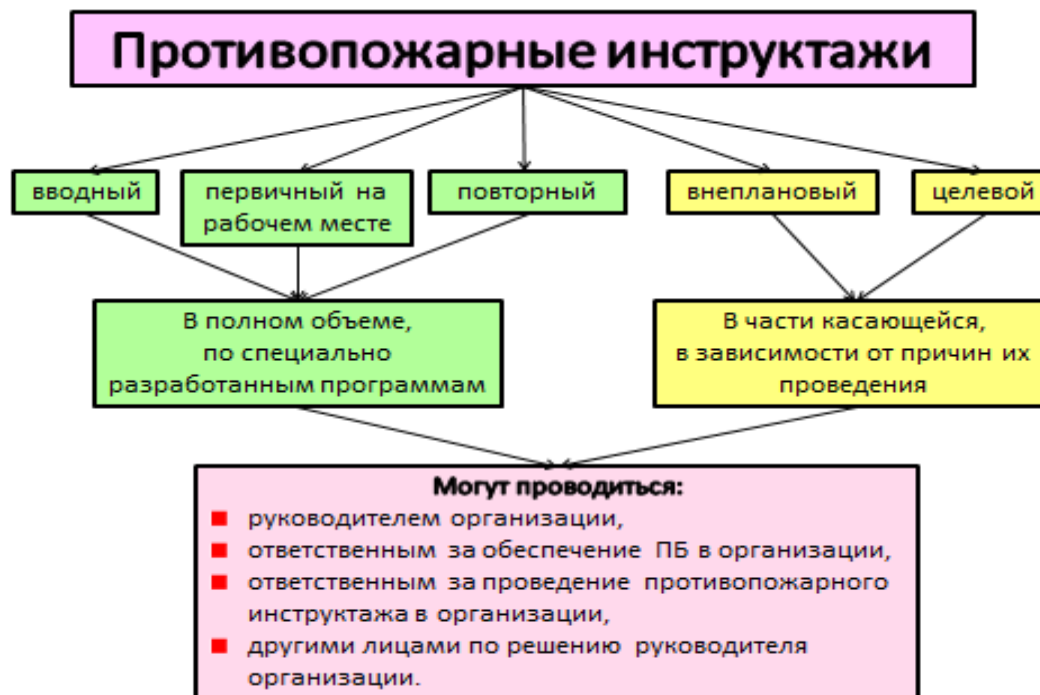 Противопожарные инструктажи
вводный
первичный на
рабочем месте
повторный
внеплановый
целевой
В полном объеме,
по специально
разработанным программам
В части касающейся,
в зависимости от причин их
проведения
Могут проводиться:
руководителем организации,
ответственным за обеспечение ПБ в организации,
ответственным за проведение противопожарного
инструктажа в организации,
другими лицами по решению руководителя
организации.